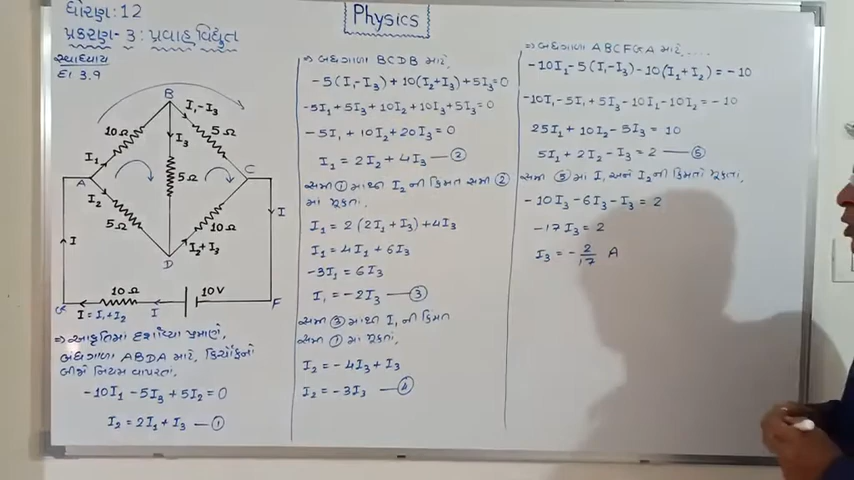 ધોરણ: 12
પ્રકરણ-3: પ્રવાહ વિદ્યુત
Physics
સ્વાધ્યાય
દા 3.9
B
I₁-I₃
10Ω
I₃
5Ω
I₁
A
5Ω
C
I₂
5Ω
10Ω
I₂+I₃
I
I
D
10Ω
10V
G
I=I₁+I₂
I
F
⇒ આકૃતિમાં દર્શાવ્યા પ્રમાણે,
બંધગાળા ABDA માટે, કિર્ચોફનો
બીજો નિયમ વાપરતા,
-10I₁ -5I₃ +5I₂ =0
I₂ = 2I₁+I₃ —①
⇒ બંધગાળા BCDB માટે
-5(I₁-I₃)+10(I₂+I₃)+5I₃=0
-5I₁+5I₃+10I₂+10I₃+5I₃=0
-5I₁+10I₂+20I₃=0
I₁ = 2I₂+4I₃ —②
સમી ① માંથી I₂ ની કિંમત સમી ②
માં મૂકતા,
I₁ = 2(2I₁+I₃)+4I₃
I₁ = 4I₁+6I₃
-3I₁ = 6I₃
I₁ = -2I₃ —③
સમી ③ માંથી I₁ ની કિંમત
સમી ① માં મૂકતાં,
I₂ = -4I₃+I₃
I₂ = -3I₃ —④
⇒ બંધગાળા ABCFGA માટે....
-10I₁-5(I₁-I₃)-10(I₁+I₂) = -10
-10I₁-5I₁+5I₃-10I₁-10I₂ = -10
25I₁+10I₂-5I₃ = 10
5I₁+2I₂-I₃ = 2 —⑤
સમી ⑤ માં I₁ અને I₂ ની કિંમતો મૂકતાં,
-10I₃-6I₃-I₃ = 2
-17I₃ = 2
I₃ = -2/17 A